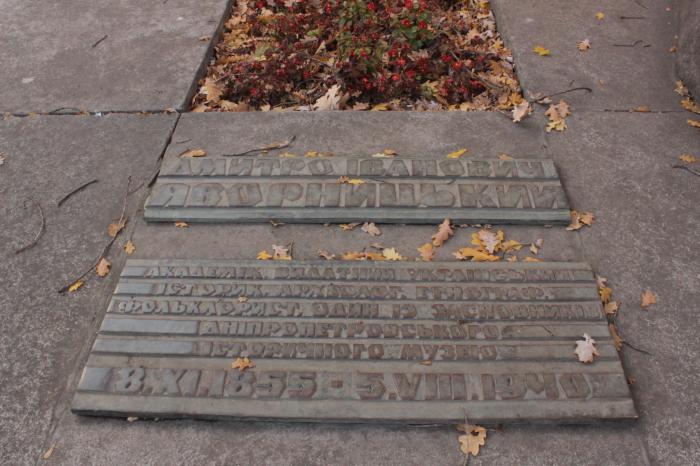 ДМИТРО ІВАНОВИЧ
ЯВОРНИЦЬКИЙ
АКАДЕМІК ВИДАТНИЙ УКРАЇНСЬКИЙ
ІСТОРИК, АРХЕОЛОГ, ЕТНОГРАФ,
ФОЛЬКЛОРИСТ, ОДИН ІЗ ЗАСНОВНИКІВ
ДНІПРОПЕТРОВСЬКОГО
ІСТОРИЧНОГО МУЗЕЮ
8.XI.1855 - 5.VIII.1940